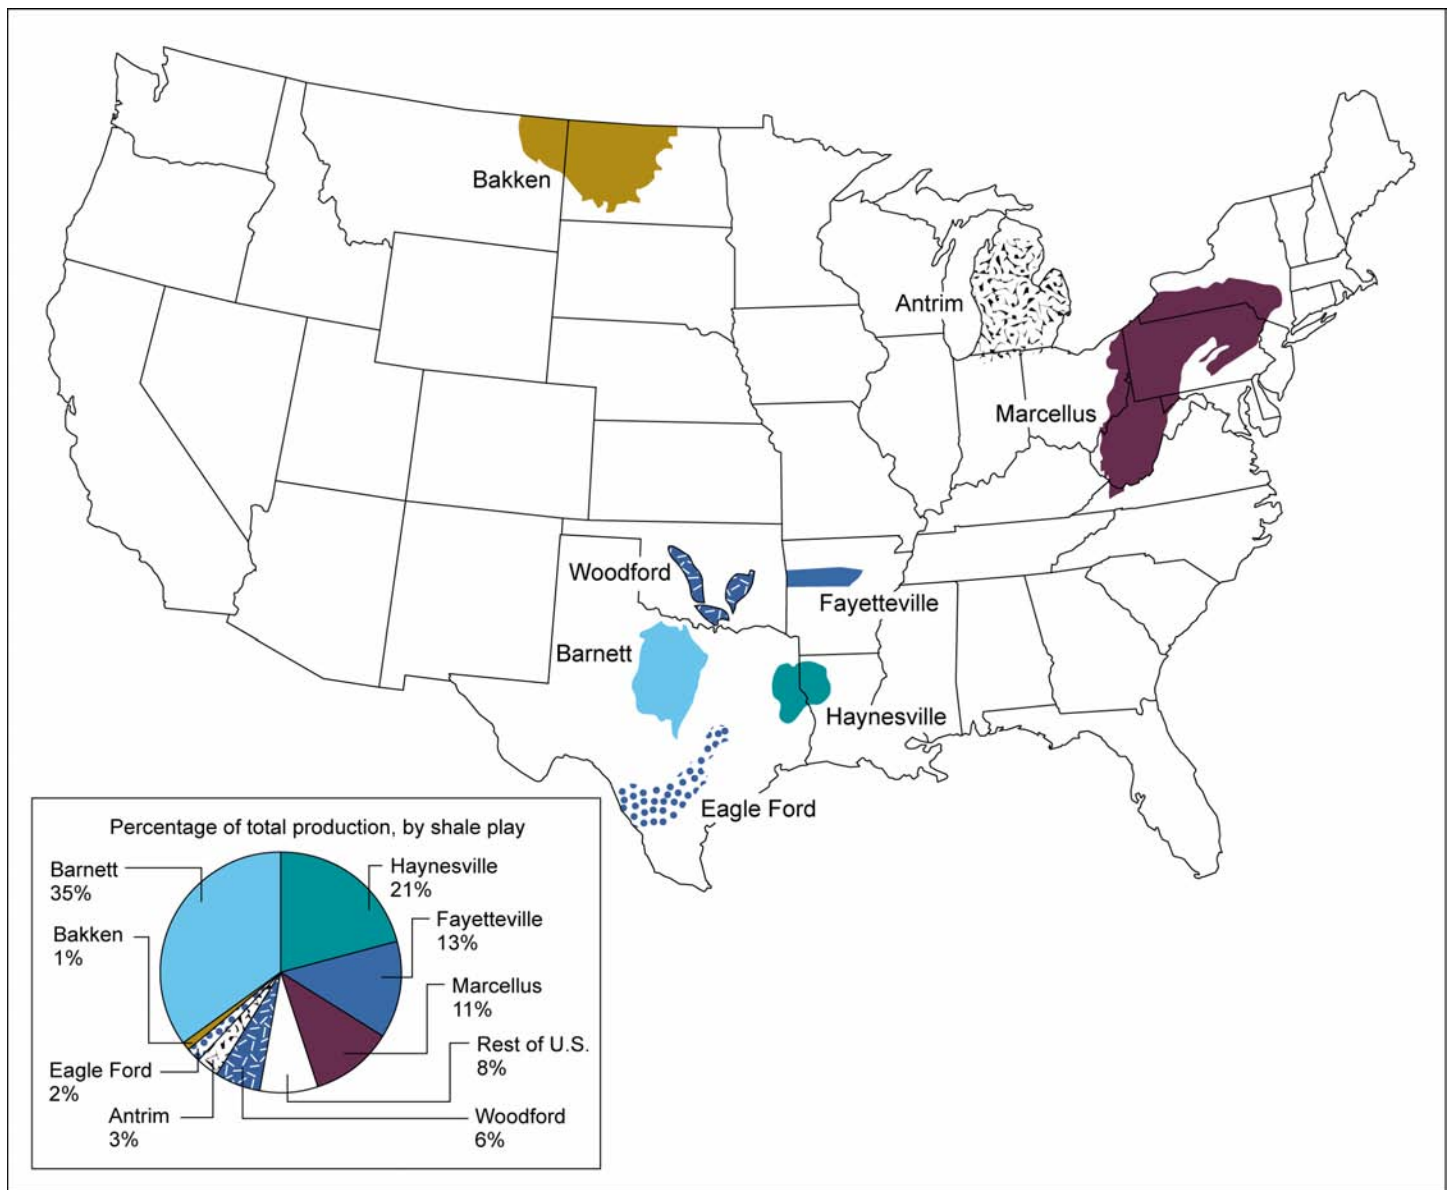 Bakken
Antrim
Marcellus
Woodford
Fayetteville
Barnett
Haynesville
Eagle Ford
Percentage of total production, by shale play
Barnett
35%
Haynesville
21%
Fayetteville
13%
Bakken
1%
Marcellus
11%
Rest of U.S.
8%
Eagle Ford
2%
Antrim
3%
Woodford
6%